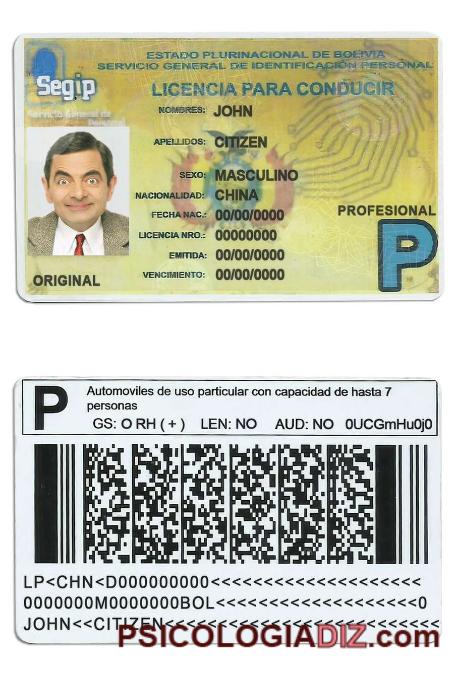 ESTADO PLURINACIONAL DE BOLIVIA
SERVICIO GENERAL DE IDENTIFICACIÓN PERSONAL
Segip
Servicio General de
Personal
LICENCIA PARA CONDUCIR
NOMBRES: JOHN
APELLIDOS: CITIZEN
SEXO: MASCULINO
NACIONALIDAD: CHINA
FECHA NAC.: 00/00/0000
LICENCIA NRO.: 00000000
EMITIDA: 00/00/0000
VENCIMIENTO: 00/00/0000
PROFESIONAL
P
ORIGINAL
P
Automoviles de uso particular con capacidad de hasta 7
personas
GS: O RH ( + ) LEN: NO AUD: NO 0UCGmHu0j0
LP<CHN<D000000000<<<<<<<<<<<<<<<<<<<<<
0000000M0000000BOL<<<<<<<<<<<<<<<<<<<0
JOHN<<CITIZEN<<<<<<<<<<<<<<<<<<<<<<<<<
PSICOLOGIADIZ.com